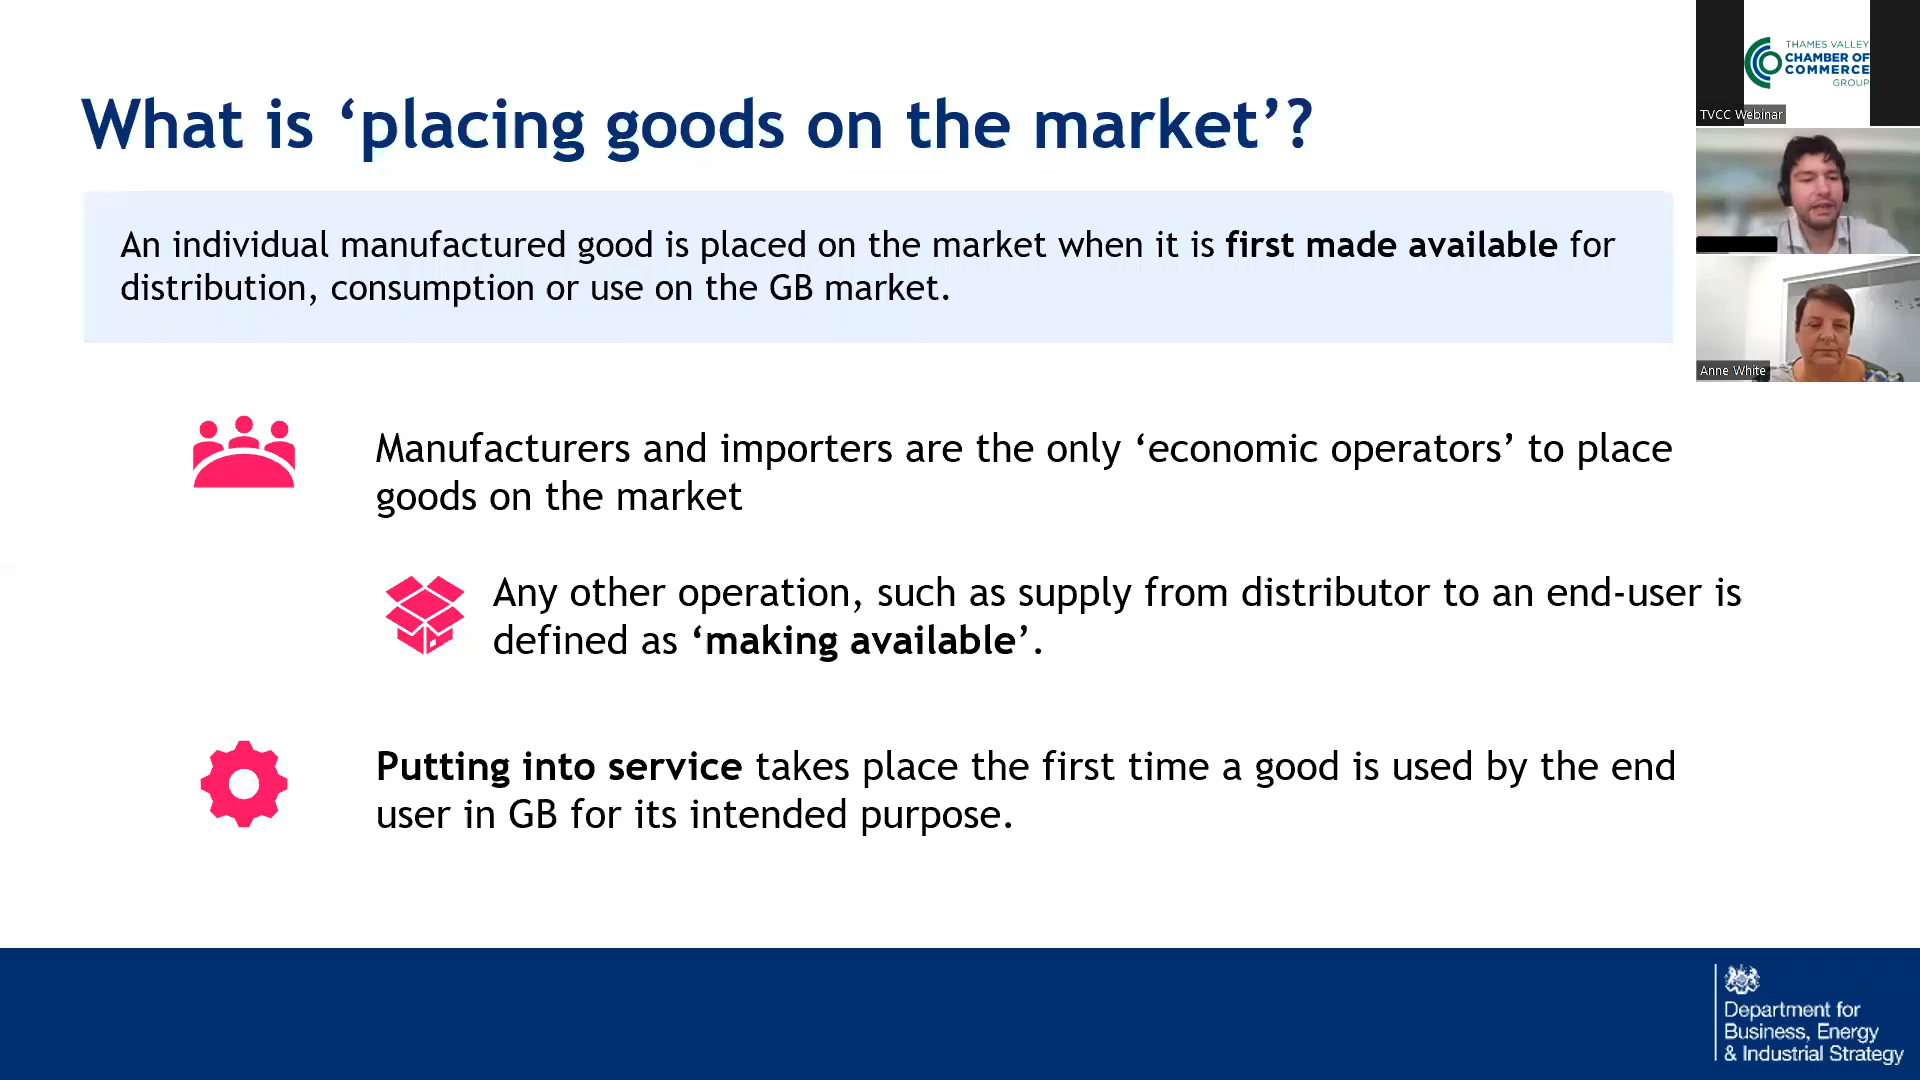 What is ‘placing goods on the market’?
An individual manufactured good is placed on the market when it is first made available for
distribution, consumption or use on the GB market.
Manufacturers and importers are the only ‘economic operators’ to place
goods on the market
Any other operation, such as supply from distributor to an end-user is
defined as ‘making available’.
Putting into service takes place the first time a good is used by the end
user in GB for its intended purpose.
THAMES VALLEY
CHAMBER OF
COMMERCE
GROUP
TVCC Webinar
Anne White
Department for
Business, Energy
& Industrial Strategy